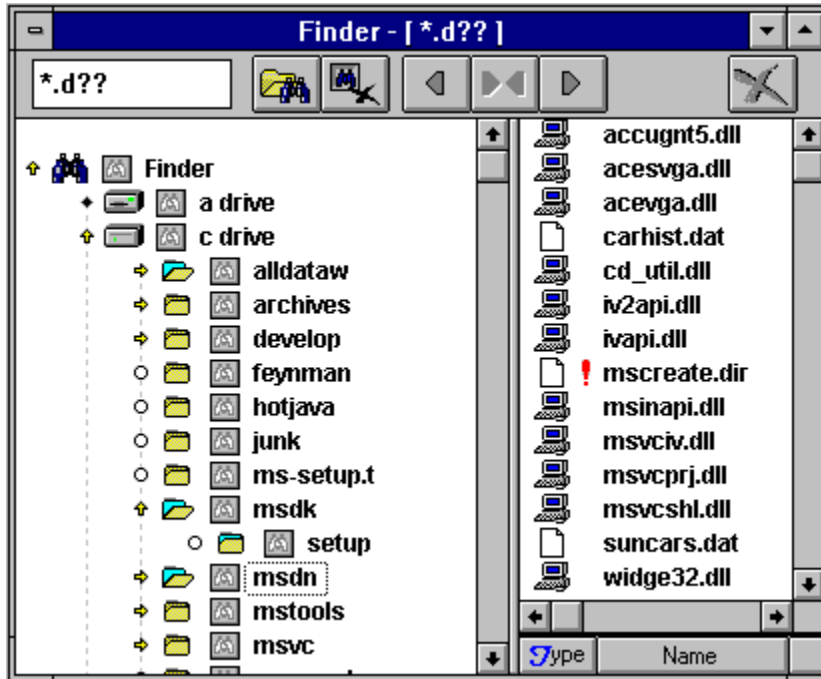 Finder - [ *.d?? ]
*.d??
Finder
a drive
c drive
alldataw
archives
develop
feynman
hotjava
junk
ms-setup.t
msdk
setup
msdn
mstools
msvc
accugnt5.dll
acesvga.dll
acevga.dll
carhist.dat
cd_util.dll
iv2api.dll
ivapi.dll
mscreate.dir
msinapi.dll
msvciv.dll
msvcprj.dll
msvcshl.dll
suncars.dat
widge32.dll
Type Name